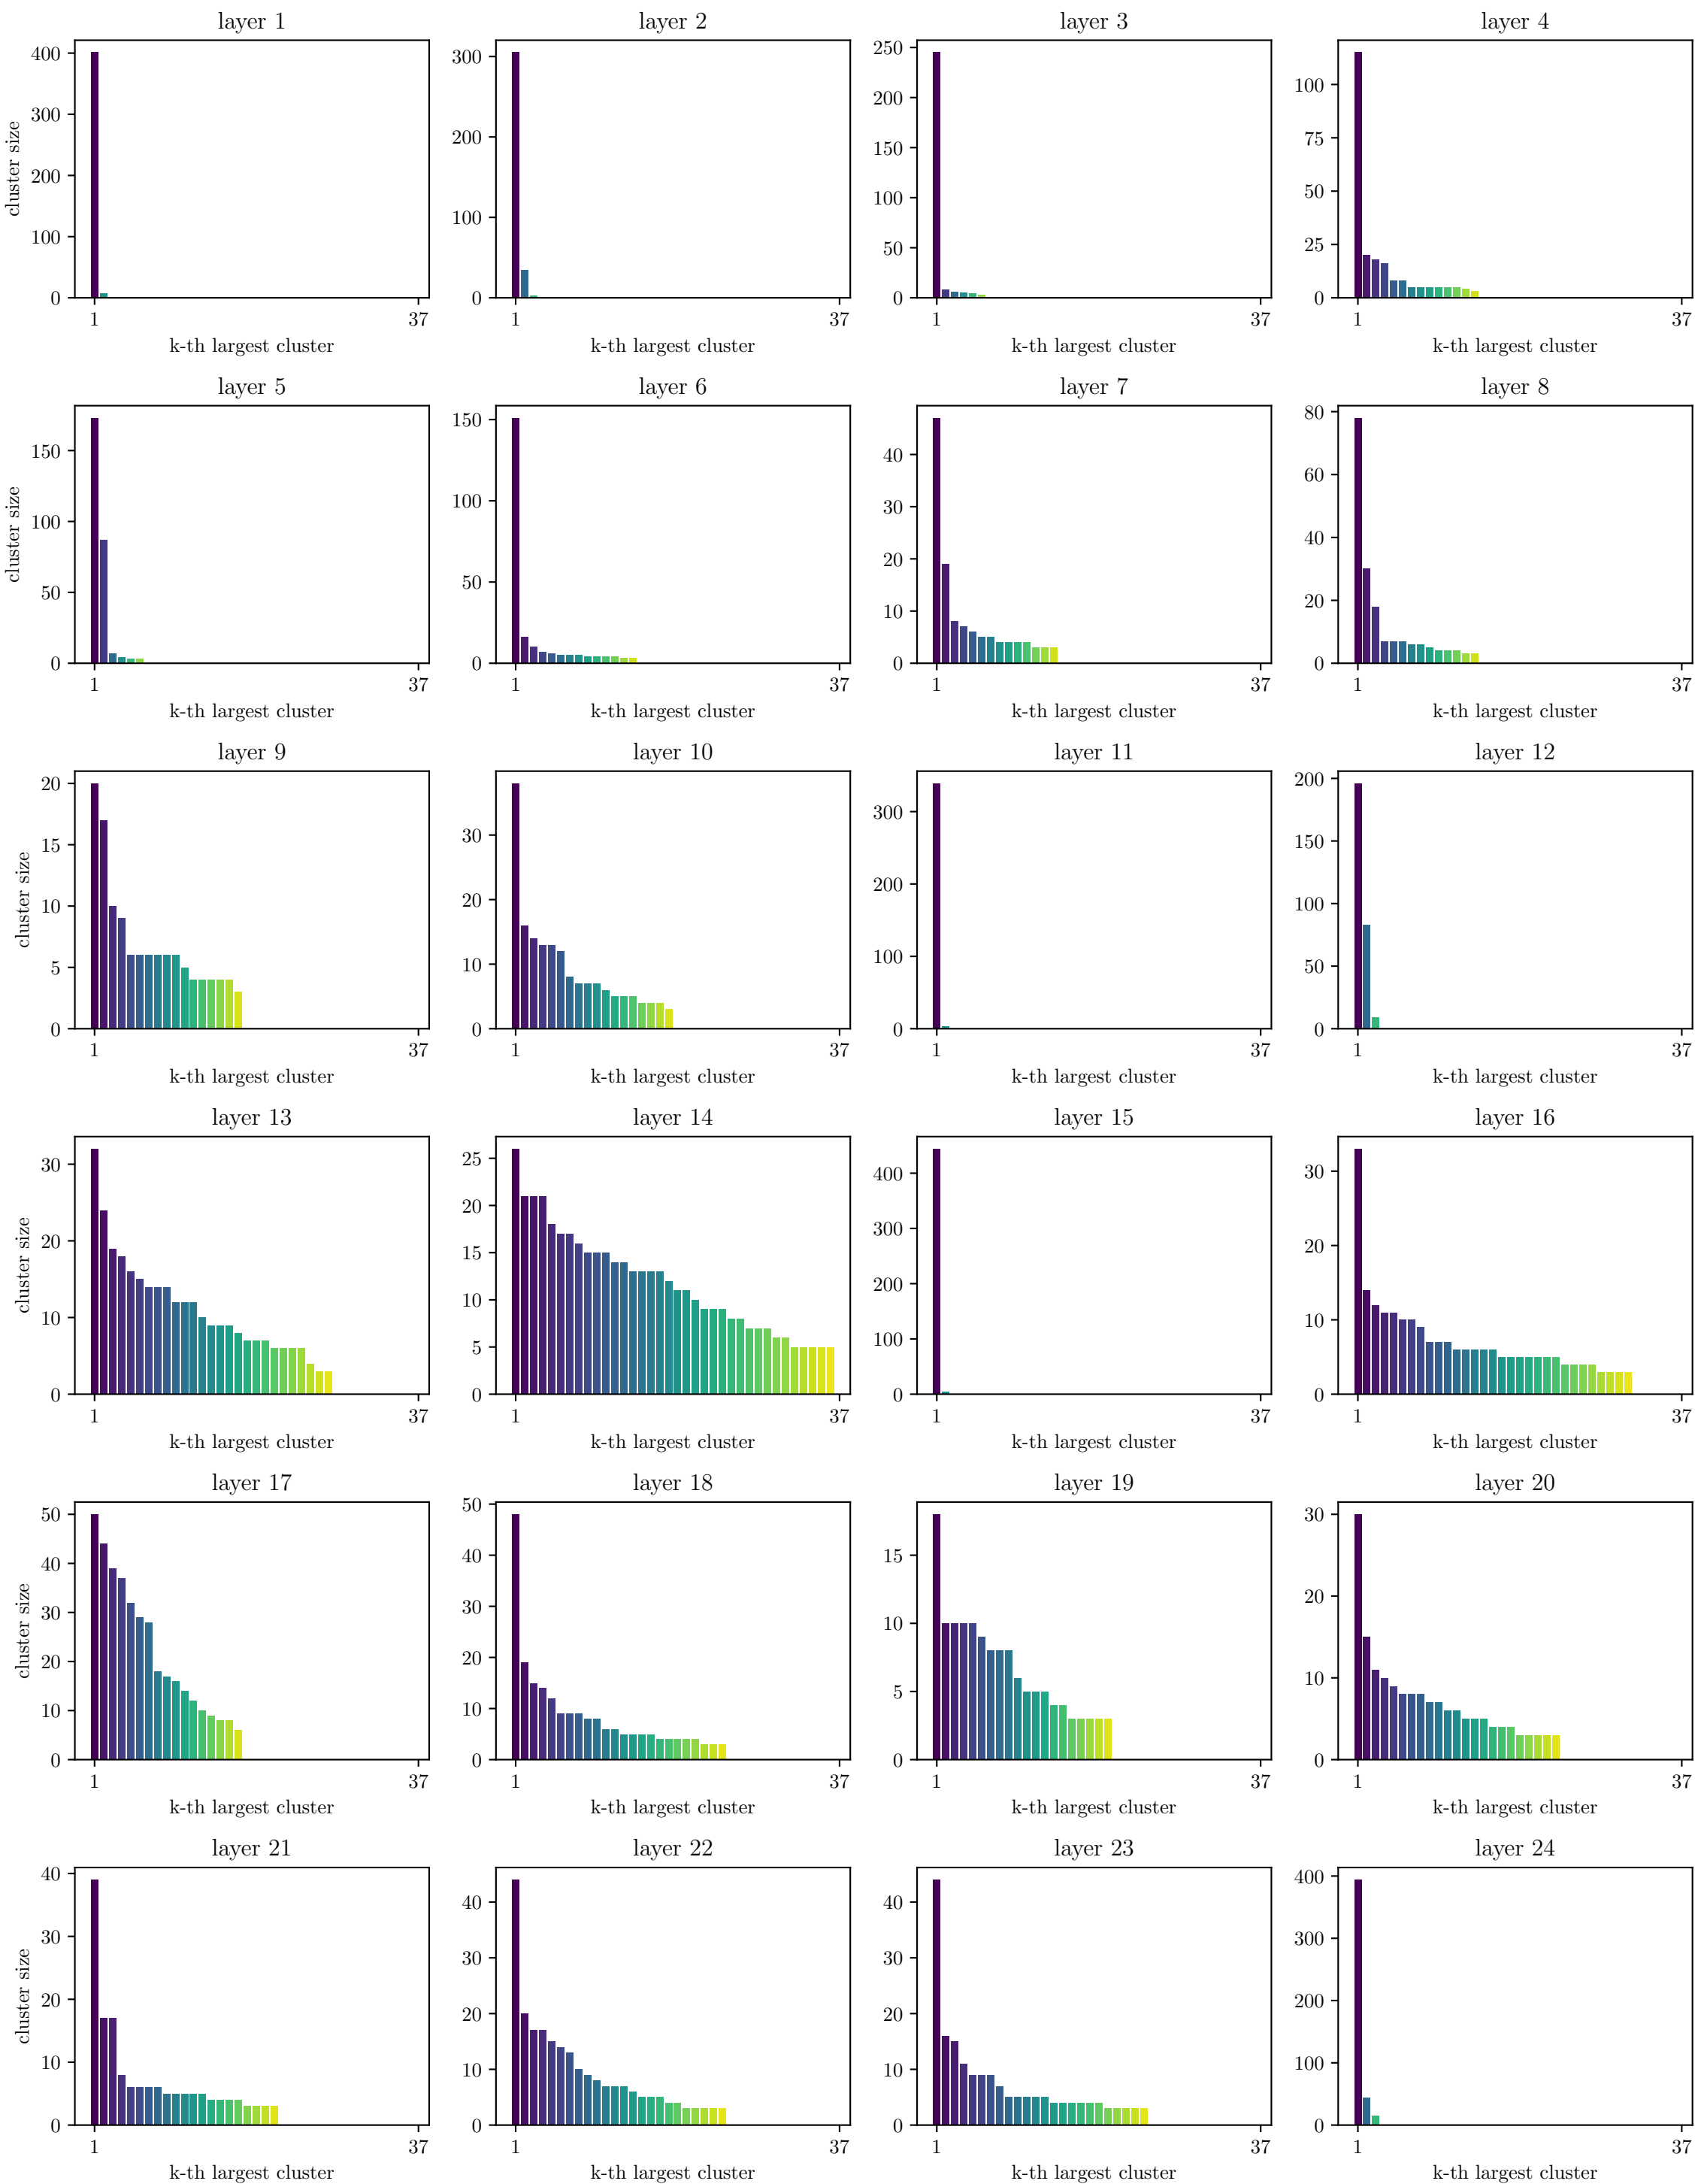 layer 1
400
300
200
100
0
cluster size
1 37
k-th largest cluster
layer 2
300
200
100
0
1 37
k-th largest cluster
layer 3
250
200
150
100
50
0
1 37
k-th largest cluster
layer 4
100
75
50
25
0
1 37
k-th largest cluster
layer 5
150
100
50
0
cluster size
1 37
k-th largest cluster
layer 6
150
100
50
0
1 37
k-th largest cluster
layer 7
40
30
20
10
0
1 37
k-th largest cluster
layer 8
80
60
40
20
0
1 37
k-th largest cluster
layer 9
20
15
10
5
0
cluster size
1 37
k-th largest cluster
layer 10
30
20
10
0
1 37
k-th largest cluster
layer 11
300
200
100
0
1 37
k-th largest cluster
layer 12
200
150
100
50
0
1 37
k-th largest cluster
layer 13
30
20
10
0
cluster size
1 37
k-th largest cluster
layer 14
25
20
15
10
5
0
1 37
k-th largest cluster
layer 15
400
300
200
100
0
1 37
k-th largest cluster
layer 16
30
20
10
0
1 37
k-th largest cluster
layer 17
50
40
30
20
10
0
cluster size
1 37
k-th largest cluster
layer 18
50
40
30
20
10
0
1 37
k-th largest cluster
layer 19
15
10
5
0
1 37
k-th largest cluster
layer 20
30
20
10
0
1 37
k-th largest cluster
layer 21
40
30
20
10
0
cluster size
1 37
k-th largest cluster
layer 22
40
30
20
10
0
1 37
k-th largest cluster
layer 23
40
30
20
10
0
1 37
k-th largest cluster
layer 24
400
300
200
100
0
1 37
k-th largest cluster